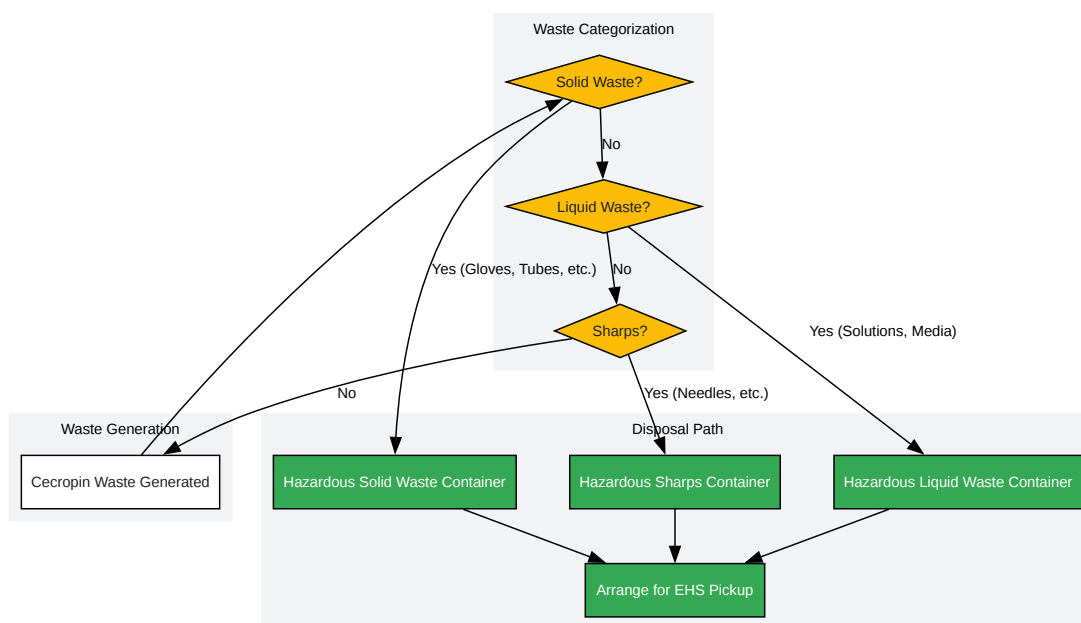 Waste Categorization
Solid Waste?
No
Liquid Waste?
Yes (Gloves, Tubes, etc.)
No
Sharps?
Yes (Solutions, Media)
No
Yes (Needles, etc.)
Waste Generation
Disposal Path
Cecropin Waste Generated
Hazardous Solid Waste Container
Hazardous Sharps Container
Hazardous Liquid Waste Container
Arrange for EHS Pickup